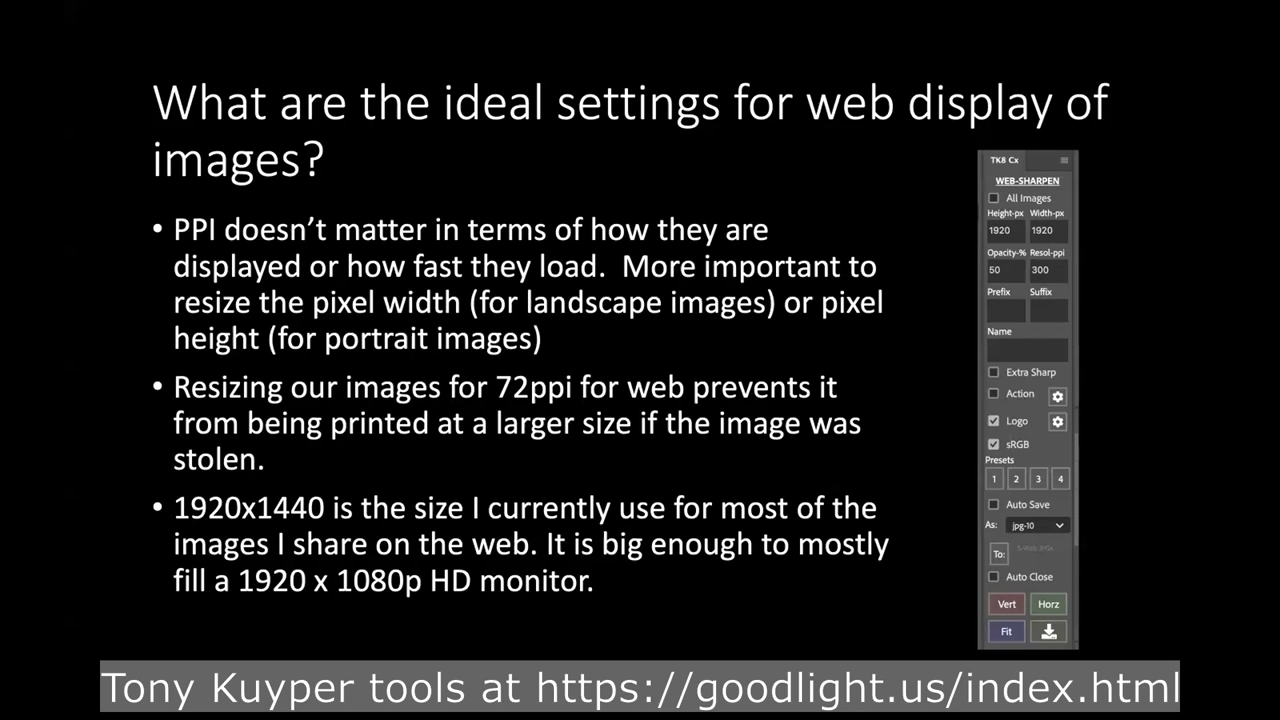 What are the ideal settings for web display of
images?
• PPI doesn’t matter in terms of how they are
displayed or how fast they load. More important to
resize the pixel width (for landscape images) or pixel
height (for portrait images)
• Resizing our images for 72ppi for web prevents it
from being printed at a larger size if the image was
stolen.
• 1920x1440 is the size I currently use for most of the
images I share on the web. It is big enough to mostly
fill a 1920 x 1080p HD monitor.
TK8 Cx
WEB-SHARPEN
All Images
Height-px Width-px
1920 1920
Opacity-% Resol-ppi
50 300
Prefix Suffix
Name
Extra Sharp
Action
Logo
sRGB
Presets
1 2 3 4
Auto Save
As: jpg-10
To:
Auto Close
Vert Horz
Fit
Tony Kuyper tools at https://goodlight.us/index.html